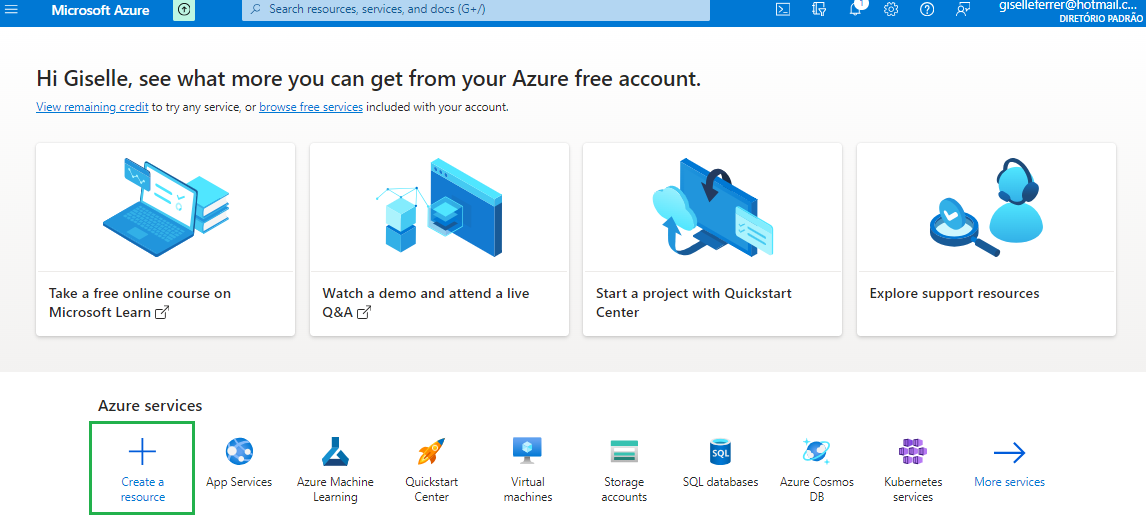 Microsoft Azure
Search resources, services, and docs (G+/)
1
giselleferrer@hotmail.c...
DIRETÓRIO PADRÃO
Hi Giselle, see what more you can get from your Azure free account.
View remaining credit to try any service, or browse free services included with your account.
Take a free online course on
Microsoft Learn
Watch a demo and attend a live
Q&A
Start a project with Quickstart
Center
Explore support resources
Azure services
Create a
resource
App Services
Azure Machine
Learning
Quickstart
Center
Virtual
machines
Storage
accounts
SQL
SQL databases
Azure Cosmos
DB
Kubernetes
services
More services